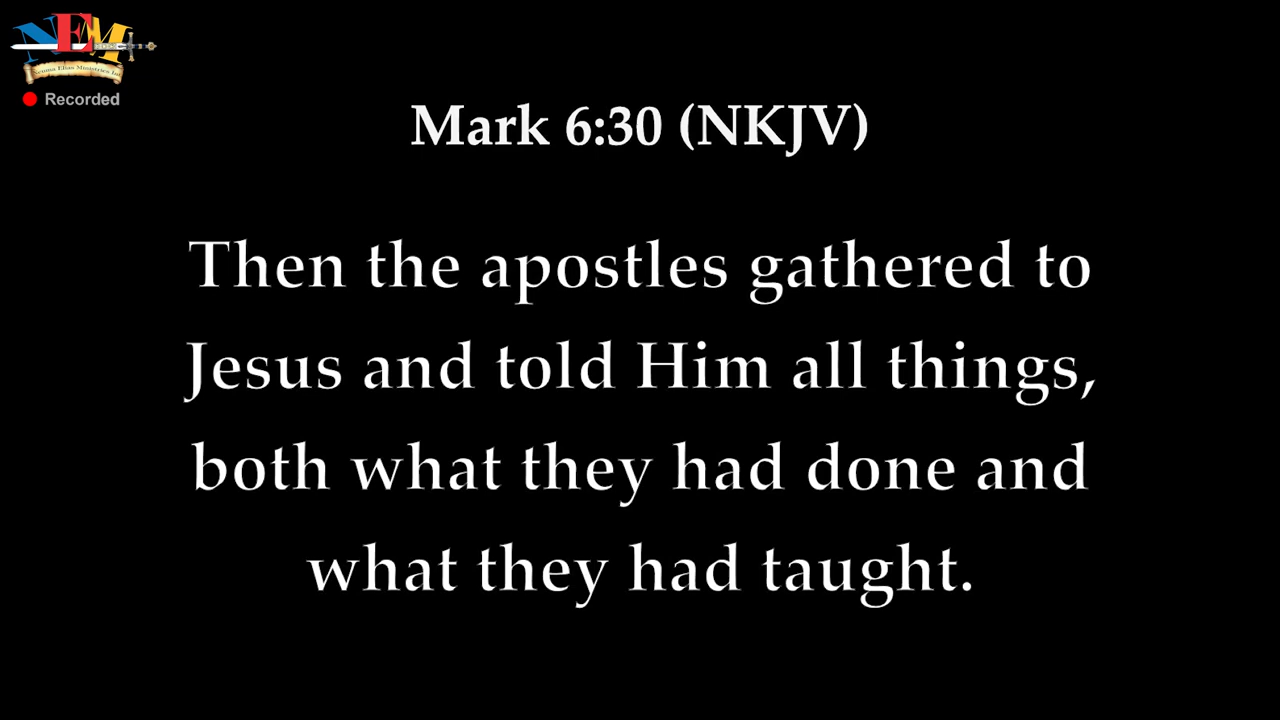 NEM
Recorded
Mark 6:30 (NKJV)
Then the apostles gathered to
Jesus and told Him all things,
both what they had done and
what they had taught.